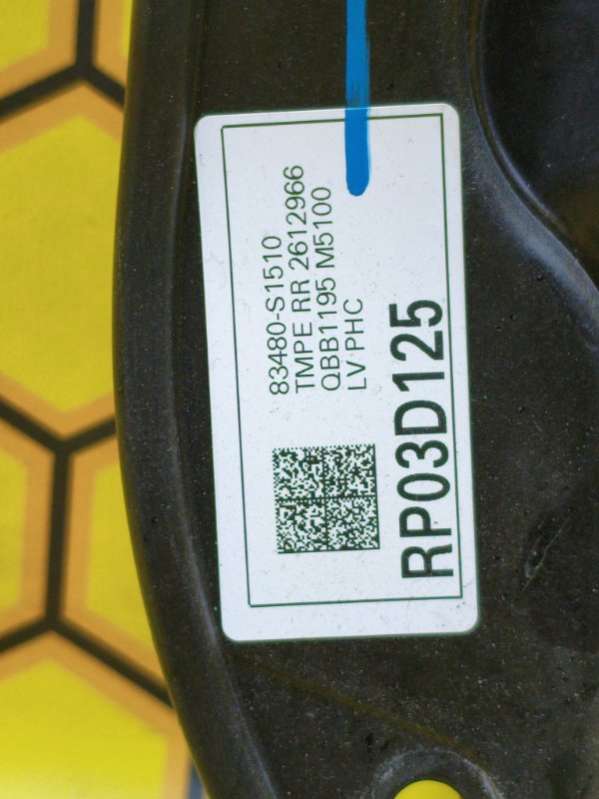 83480-S1510
TMPE RR 2612966
QBB1195 M5100
LV PHC
RP03D125